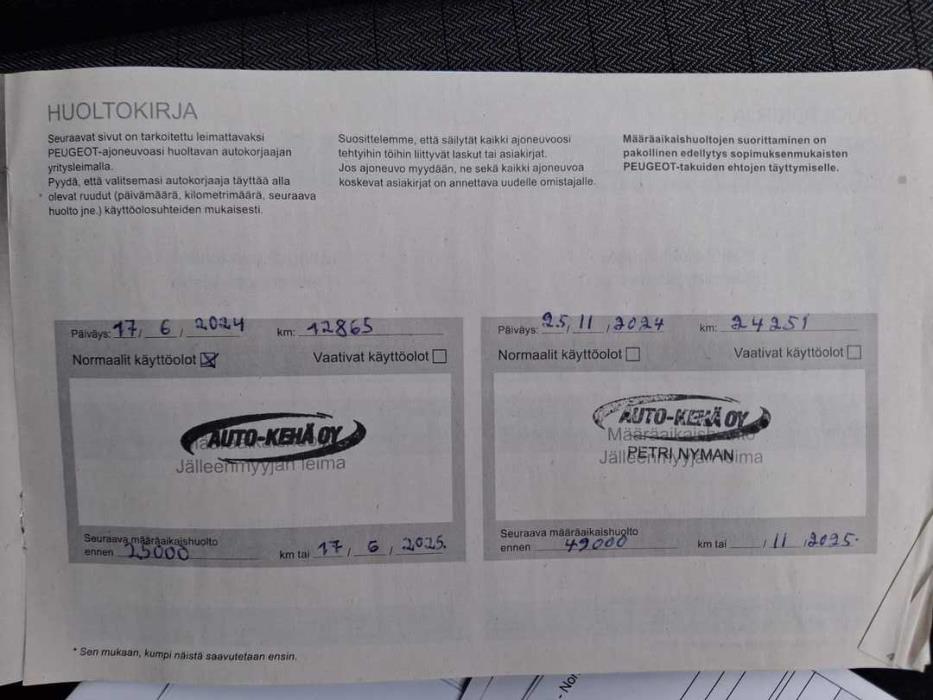 HUOLTOKIRJA
Seuraavat sivut on tarkoitettu leimattavaksi
PEUGEOT-ajoneuvoasi huoltavan autokorjaajan
yritysleimalla.
Pyydä, että valitsemasi autokorjaaja täyttää alla
* olevat ruudut (päivämäärä, kilometrimäärä, seuraava
huolto jne.) käyttöolosuhteiden mukaisesti.
Suosittelemme, että säilytät kaikki ajoneuvoosi
tehtyihin töihin liittyvät laskut tai asiakirjat.
Jos ajoneuvo myydään, ne sekä kaikki ajoneuvoa
koskevat asiakirjat on annettava uudelle omistajalle.
Määräaikaishuoltojen suorittaminen on
pakollinen edellytys sopimuksenmukaisten
PEUGEOT-takuiden ehtojen täyttymiselle.
Päiväys: 17, 6, 2024 km: 12865
Normaalit käyttöolot Vaativat käyttöolot
AUTO-KEHÄ OY
Jälleenmyyjän leima
Seuraava määräaikaishuolto
ennen 25000 km tai 17, 6, 2025.
Päiväys: 25, 11, 2024 km: 24251
Normaalit käyttöolot Vaativat käyttöolot
AUTO-KEHÄ OY
Määräaikaishuolto
Jälleenmyyjän leima
PETRI NYMAN
Seuraava määräaikaishuolto
ennen 49000 km tai / 11, 2025.
* Sen mukaan, kumpi näistä saavutetaan ensin.